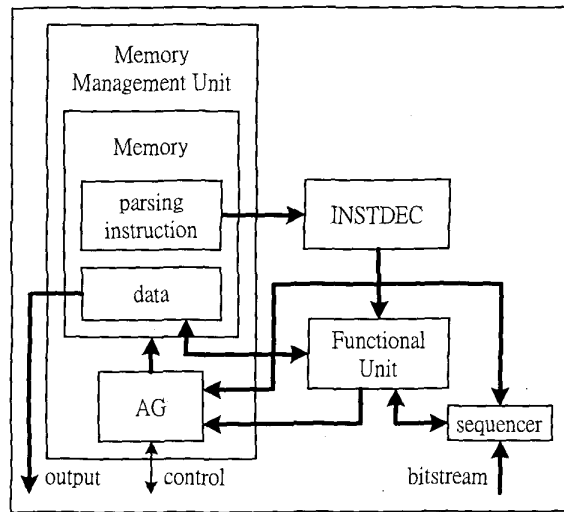 Memory
Management Unit
Memory
parsing
instruction
INSTDEC
data
Functional
Unit
AG
sequencer
output
control
bitstream